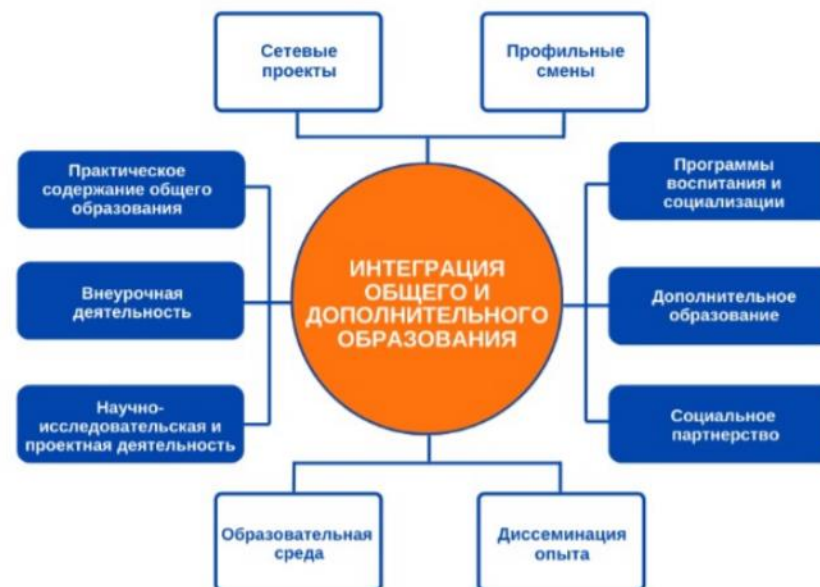 Сетевые
проекты
Профильные
смены
Практическое
содержание общего
образования
Программы
воспитания и
социализации
ИНТЕГРАЦИЯ
ОБЩЕГО И
ДОПОЛНИТЕЛЬНОГО
ОБРАЗОВАНИЯ
Внеурочная
деятельность
Дополнительное
образование
Научно-
исследовательская и
проектная деятельность
Социальное
партнерство
Образовательная
среда
Диссеминация
опыта